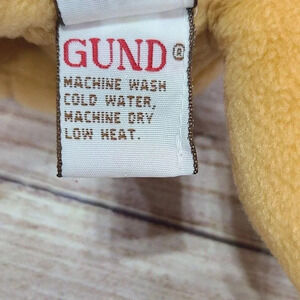 GUND®
MACHINE WASH
COLD WATER,
MACHINE DRY
LOW HEAT.